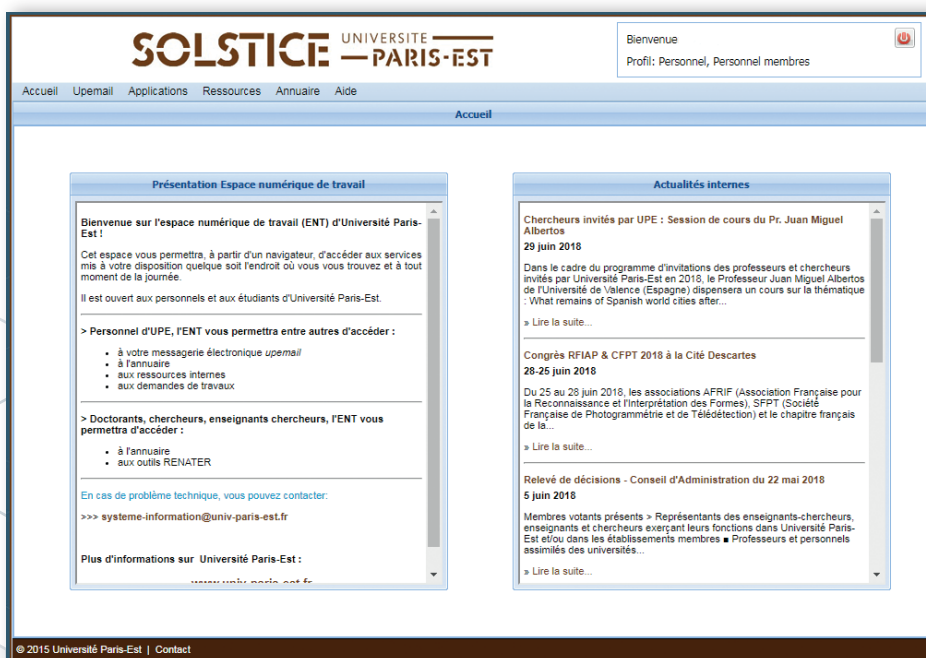 SOLSTICE UNIVERSITE PARIS-EST
Bienvenue
Profil: Personnel, Personnel membres
Accueil Upemail Applications Ressources Annuaire Aide
Accueil
Présentation Espace numérique de travail
Bienvenue sur l'espace numérique de travail (ENT) d'Université Paris-
Est !
Cet espace vous permettra, à partir d'un navigateur, d'accéder aux services
mis à votre disposition quelque soit l'endroit où vous vous trouvez et à tout
moment de la journée.
Il est ouvert aux personnels et aux étudiants d'Université Paris-Est.
> Personnel d'UPE, l'ENT vous permettra entre autres d'accéder :
• à votre messagerie électronique upemail
• à l'annuaire
• aux ressources internes
• aux demandes de travaux
> Doctorants, chercheurs, enseignants chercheurs, l'ENT vous
permettra d'accéder :
• à l'annuaire
• aux outils RENATER
En cas de problème technique, vous pouvez contacter:
>>> systeme-information@univ-paris-est.fr
Plus d'informations sur Université Paris-Est :
www.univ-paris-est.fr
Actualités internes
Chercheurs invités par UPE : Session de cours du Pr. Juan Miguel
Albertos
29 juin 2018
Dans le cadre du programme d'invitations des professeurs et chercheurs
invités par Université Paris-Est en 2018, le Professeur Juan Miguel Albertos
de l'Université de Valence (Espagne) dispensera un cours sur la thématique
: What remains of Spanish world cities after...
» Lire la suite...
Congrès RFIAP & CFPT 2018 à la Cité Descartes
28-25 juin 2018
Du 25 au 28 juin 2018, les associations AFRIF (Association Française pour
la Reconnaissance et l'Interprétation des Formes), SFPT (Société
Française de Photogrammétrie et de Télédétection) et le chapitre français
de la...
» Lire la suite...
Relevé de décisions - Conseil d'Administration du 22 mai 2018
5 juin 2018
Membres votants présents > Représentants des enseignants-chercheurs,
enseignants et chercheurs exerçant leurs fonctions dans Université Paris-
Est et/ou dans les établissements membres ■ Professeurs et personnels
assimilés des universités...
» Lire la suite...
© 2015 Université Paris-Est | Contact